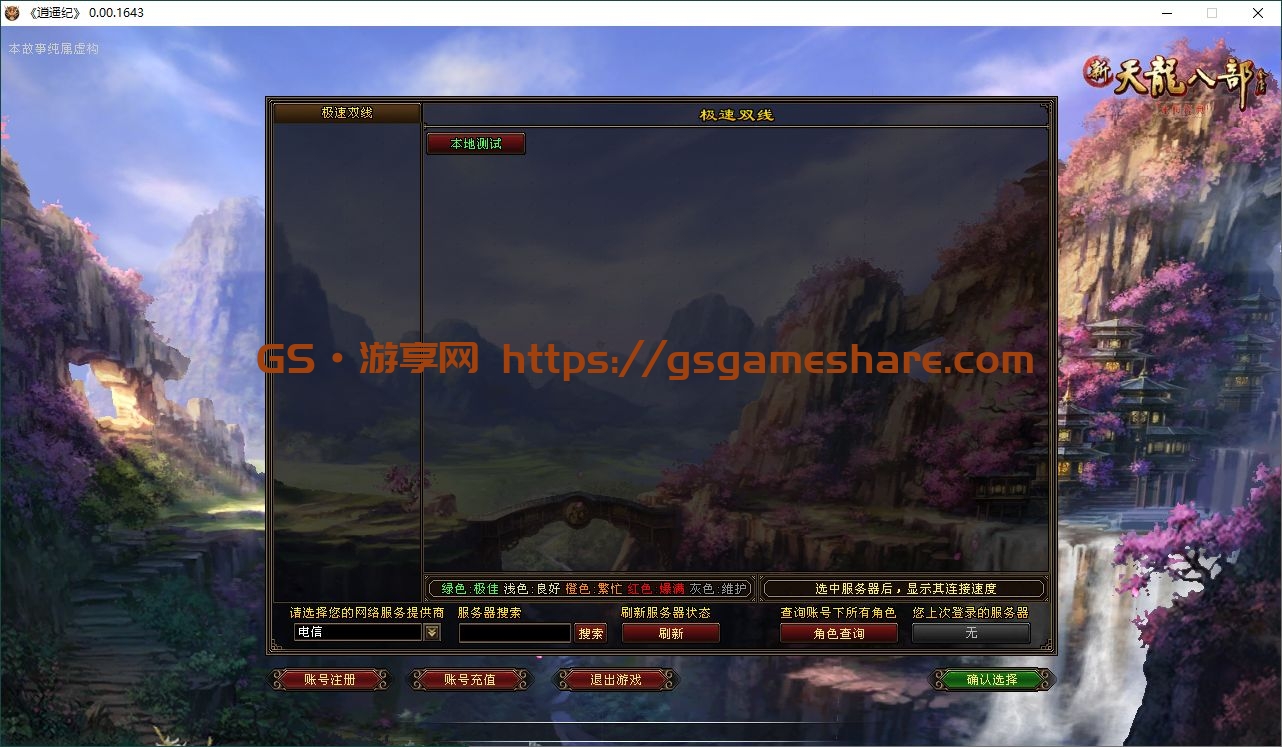 《逍遥纪》 0.00.1643
本故事纯属虚构
新天龍八部
极速双线
极速双线
本地测试
GS·游享网 https://gsgameshare.com
绿色:极佳 浅色:良好 橙色:繁忙 红色:爆满 灰色:维护
选中服务器后，显示其连接速度
请选择您的网络服务提供商
服务器搜索
刷新服务器状态
查询账号下所有角色
您上次登录的服务器
电信
搜索
刷新
角色查询
无
账号注册
账号充值
退出游戏
确认选择